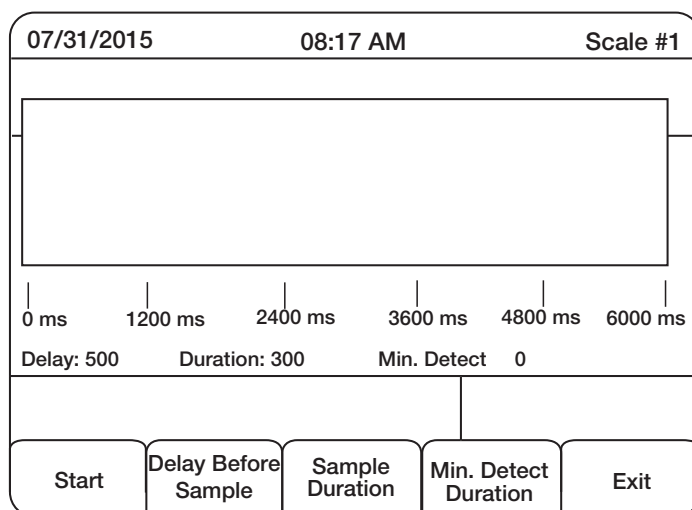 07/31/2015 08:17 AM Scale #1
0 ms 1200 ms 2400 ms 3600 ms 4800 ms 6000 ms
Delay: 500 Duration: 300 Min. Detect 0
Start
Delay Before
Sample
Sample
Duration
Min. Detect
Duration
Exit